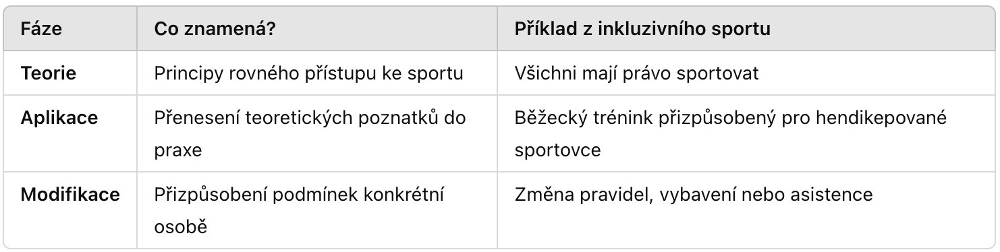 Fáze Co znamená? Příklad z inkluzivního sportu
Teorie Principy rovného přístupu ke sportu Všichni mají právo sportovat
Aplikace Přenesení teoretických poznatků do Běžecký trénink přizpůsobený pro hendikepované
praxe sportovce
Modifikace Přizpůsobení podmínek konkrétní Změna pravidel, vybavení nebo asistence
osobě